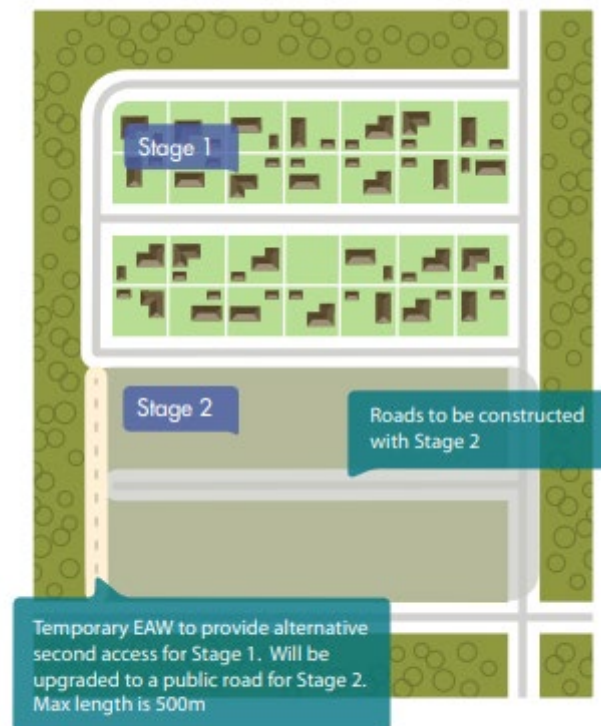 Stage 1
Stage 2
Roads to be constructed
with Stage 2
Temporary EAW to provide alternative
second access for Stage 1.  Will be
upgraded to a public road for Stage 2.
Max length is 500m